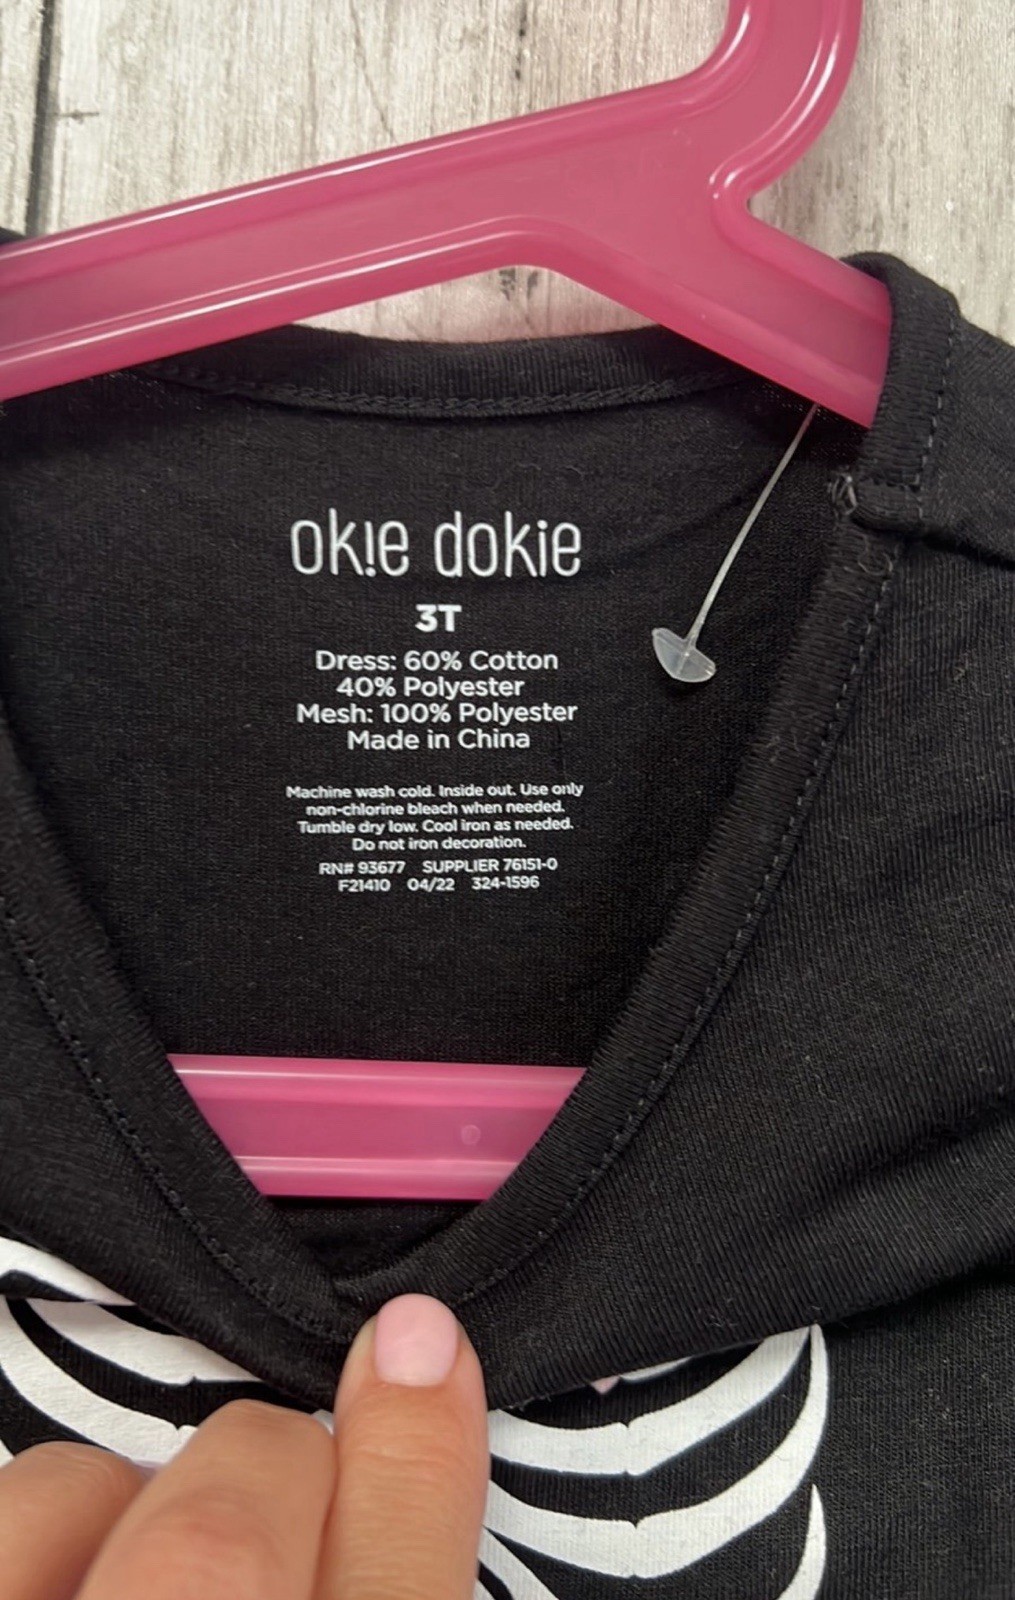 okie dokie
3T
Dress: 60% Cotton
40% Polyester
Mesh: 100% Polyester
Made in China
Machine wash cold. Inside out. Use only
non-chlorine bleach when needed.
Tumble dry low. Cool iron as needed.
Do not iron decoration.
RN# 93677 SUPPLIER 76151-0
F21410 04/22 324-1596